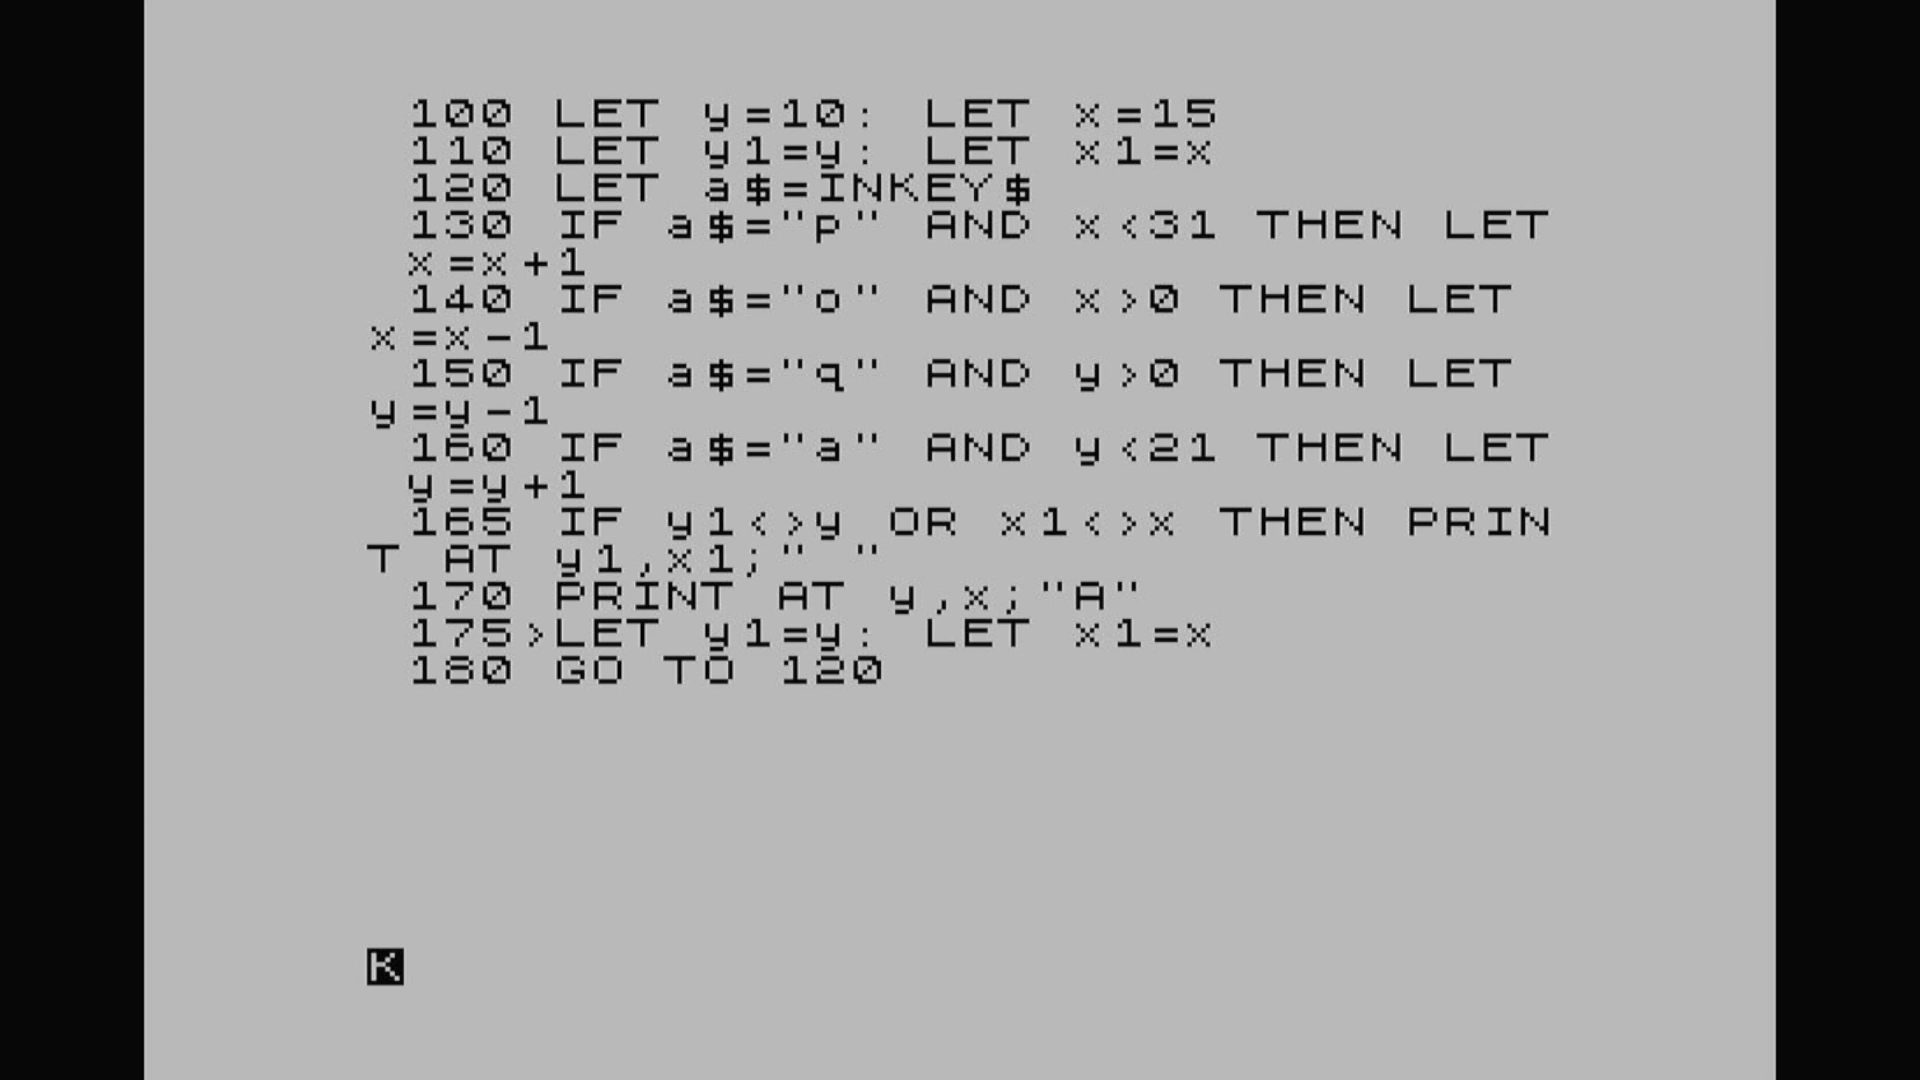 100 LET y=10: LET x=15
110 LET y1=y: LET x1=x
120 LET a$=INKEY$
130 IF a$="p" AND x<31 THEN LET
x=x+1
140 IF a$="o" AND x>0 THEN LET
x=x-1
150 IF a$="q" AND y>0 THEN LET
y=y-1
160 IF a$="a" AND y<21 THEN LET
y=y+1
165 IF y1<>y OR x1<>x THEN PRIN
T AT y1,x1;" "
170 PRINT AT y,x;"A"
175>LET y1=y: LET x1=x
180 GO TO 120
K